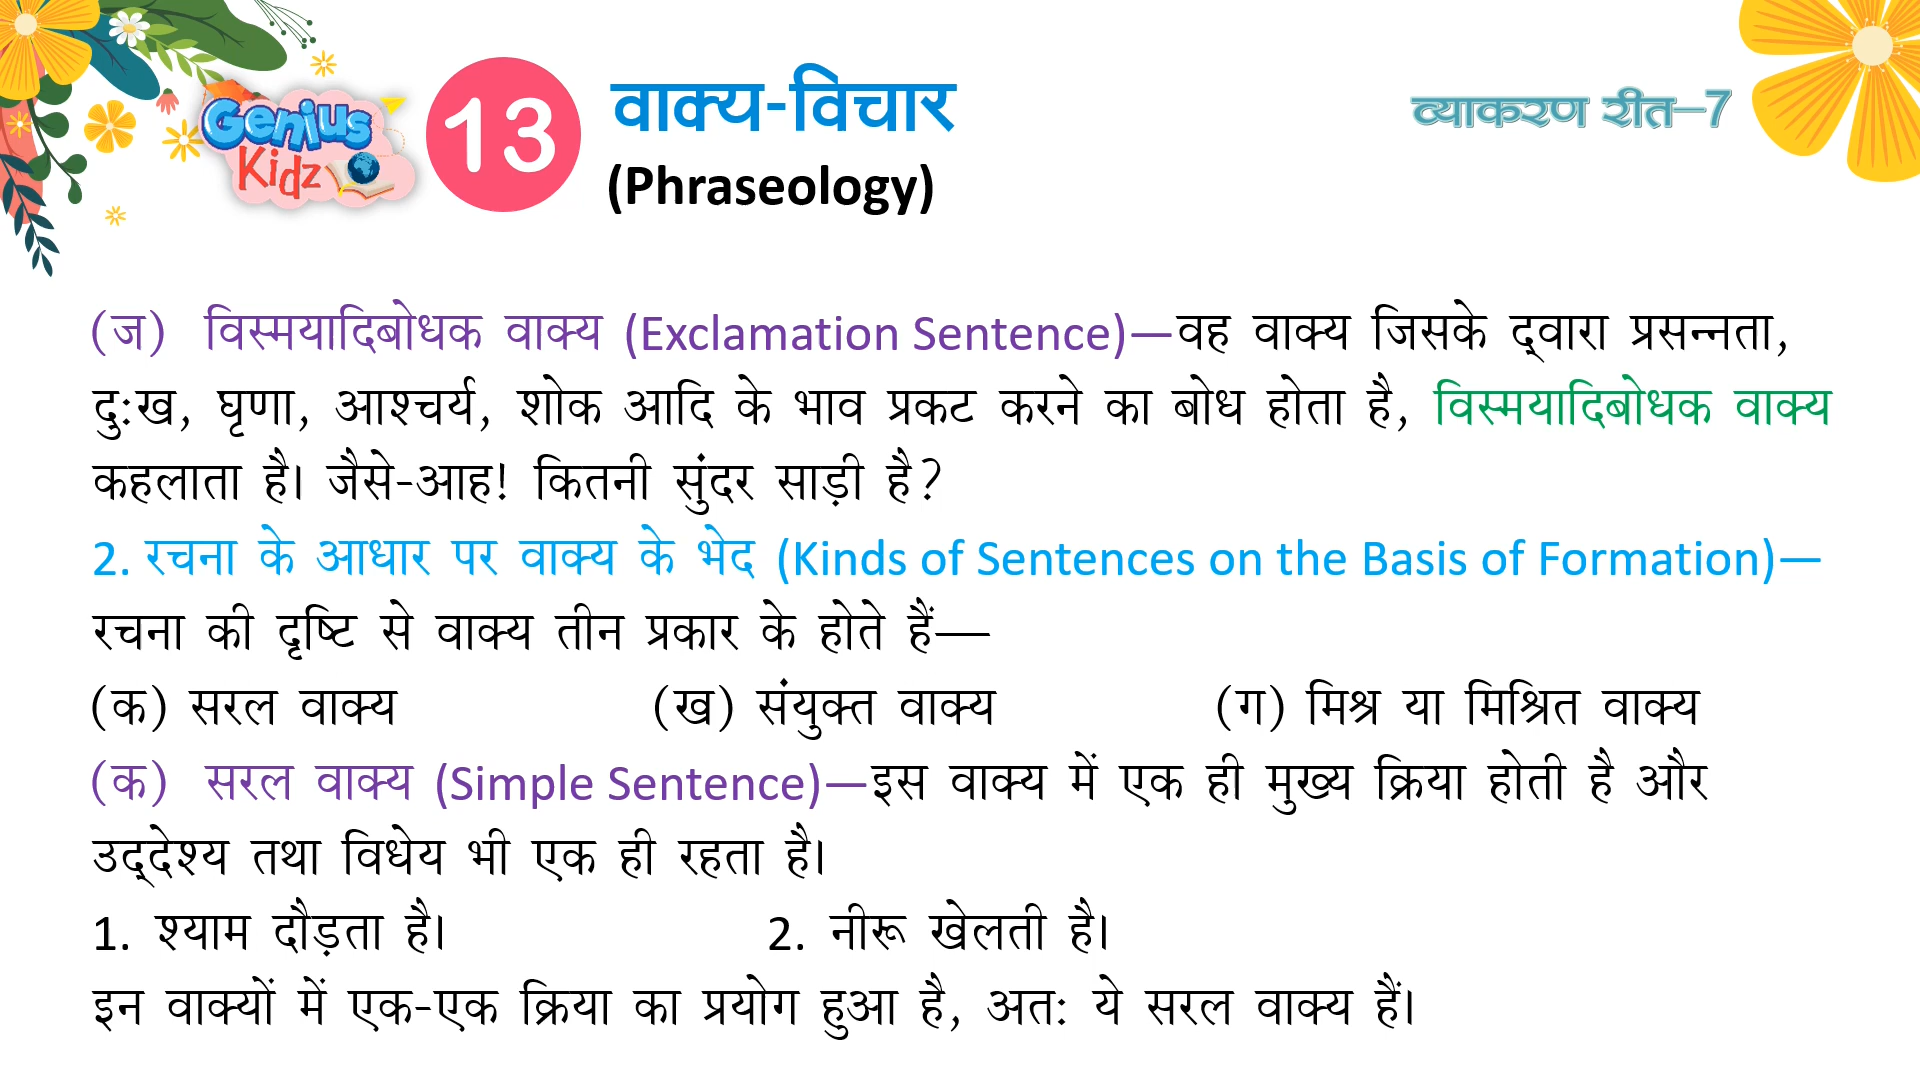 Genius
Kidz
13
वाक्य-विचार
(Phraseology)
व्याकरण रीत–7
(ज) विस्मयादिबोधक वाक्य (Exclamation Sentence)—वह वाक्य जिसके द्‌वारा प्रसन्नता,
दुःख, घृणा, आश्चर्य, शोक आदि के भाव प्रकट करने का बोध होता है, विस्मयादिबोधक वाक्य
कहलाता है। जैसे-आह! कितनी सुंदर साड़ी है?
2. रचना के आधार पर वाक्य के भेद (Kinds of Sentences on the Basis of Formation)—
रचना की दृष्टि से वाक्य तीन प्रकार के होते हैं—
(क) सरल वाक्य (ख) संयुक्त वाक्य (ग) मिश्र या मिश्रित वाक्य
(क) सरल वाक्य (Simple Sentence)—इस वाक्य में एक ही मुख्य क्रिया होती है और
उद्‌देश्य तथा विधेय भी एक ही रहता है।
1. श्याम दौड़ता है। 2. नीरू खेलती है।
इन वाक्यों में एक-एक क्रिया का प्रयोग हुआ है, अतः ये सरल वाक्य हैं।